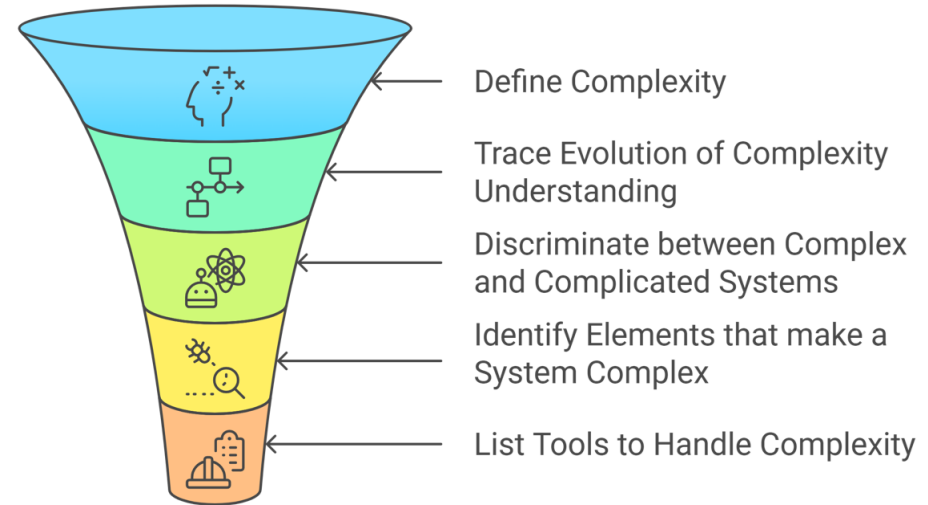 Define Complexity
Trace Evolution of Complexity
Understanding
Discriminate between Complex
and Complicated Systems
Identify Elements that make a
System Complex
List Tools to Handle Complexity